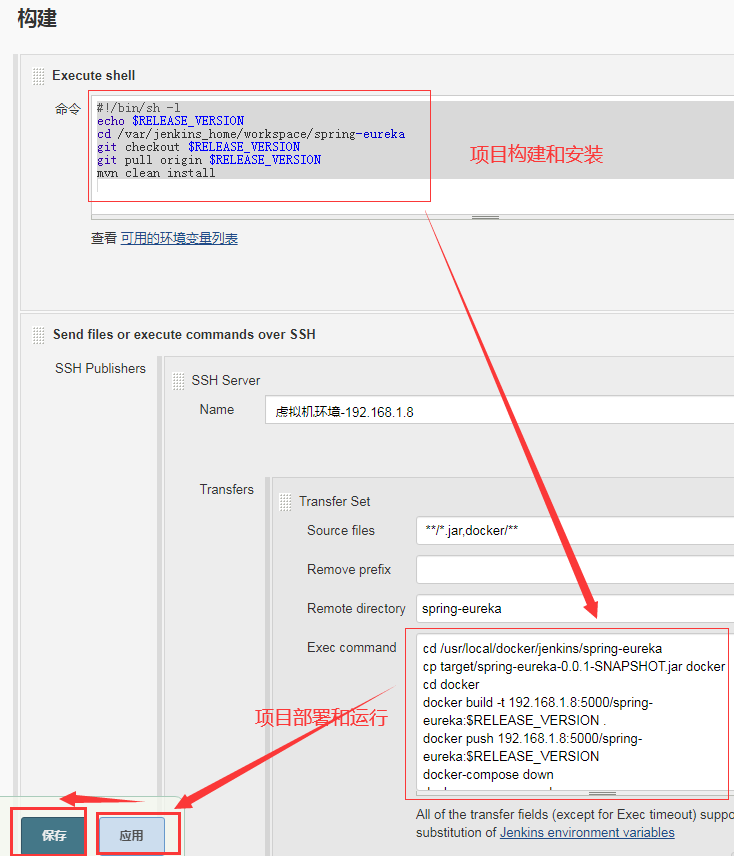 构建
Execute shell
命令
#!/bin/sh -l
echo $RELEASE_VERSION
cd /var/jenkins_home/workspace/spring-eureka
git checkout $RELEASE_VERSION
git pull origin $RELEASE_VERSION
mvn clean install
项目构建和安装
查看 可用的环境变量列表
Send files or execute commands over SSH
SSH Publishers
SSH Server
Name
虚拟机环境-192.168.1.8
Transfers
Transfer Set
Source files
**/*.jar,docker/**
Remove prefix
Remote directory
spring-eureka
Exec command
cd /usr/local/docker/jenkins/spring-eureka
cp target/spring-eureka-0.0.1-SNAPSHOT.jar docker
cd docker
docker build -t 192.168.1.8:5000/spring-
eureka:$RELEASE_VERSION .
docker push 192.168.1.8:5000/spring-
eureka:$RELEASE_VERSION
docker-compose down
项目部署和运行
All of the transfer fields (except for Exec timeout) suppo
substitution of Jenkins environment variables
保存
应用